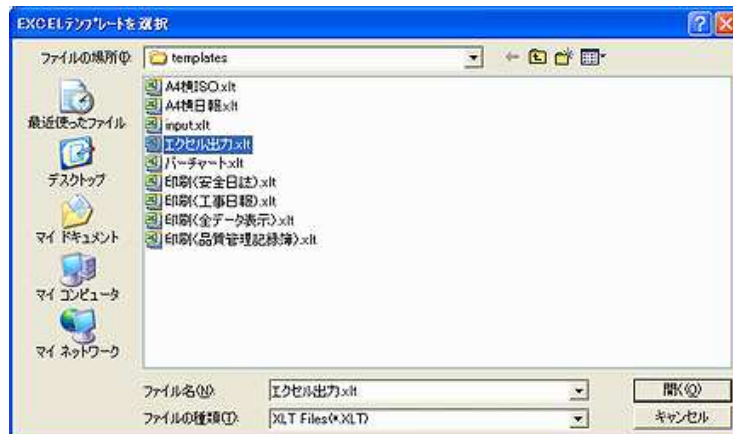 EXCELﾃﾝﾌﾟﾚｰﾄを選択
ファイルの場所(I):
templates
最近使ったファイル
デスクトップ
マイ ドキュメント
マイ コンピュータ
マイ ネットワーク
A4横ISO.xlt
A4横日報.xlt
input.xlt
エクセル出力.xlt
バーチャート.xlt
印刷(安全日誌).xlt
印刷(工事日報).xlt
印刷(全データ表示).xlt
印刷(品質管理記録簿).xlt
ファイル名(N):
エクセル出力.xlt
開く(O)
ファイルの種類(T):
XLT Files(*.XLT)
キャンセル